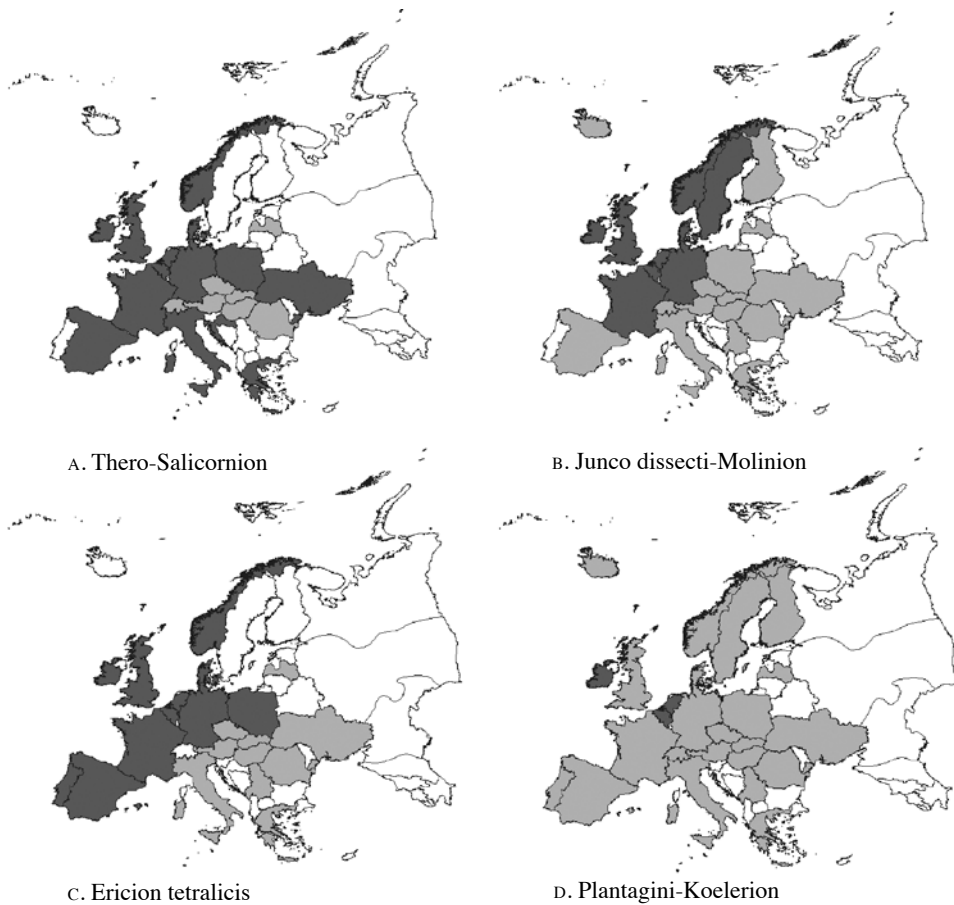 A. Thero-Salicornion
B. Junco dissecti-Molinion
C. Ericion tetralicis
D. Plantagini-Koelerion